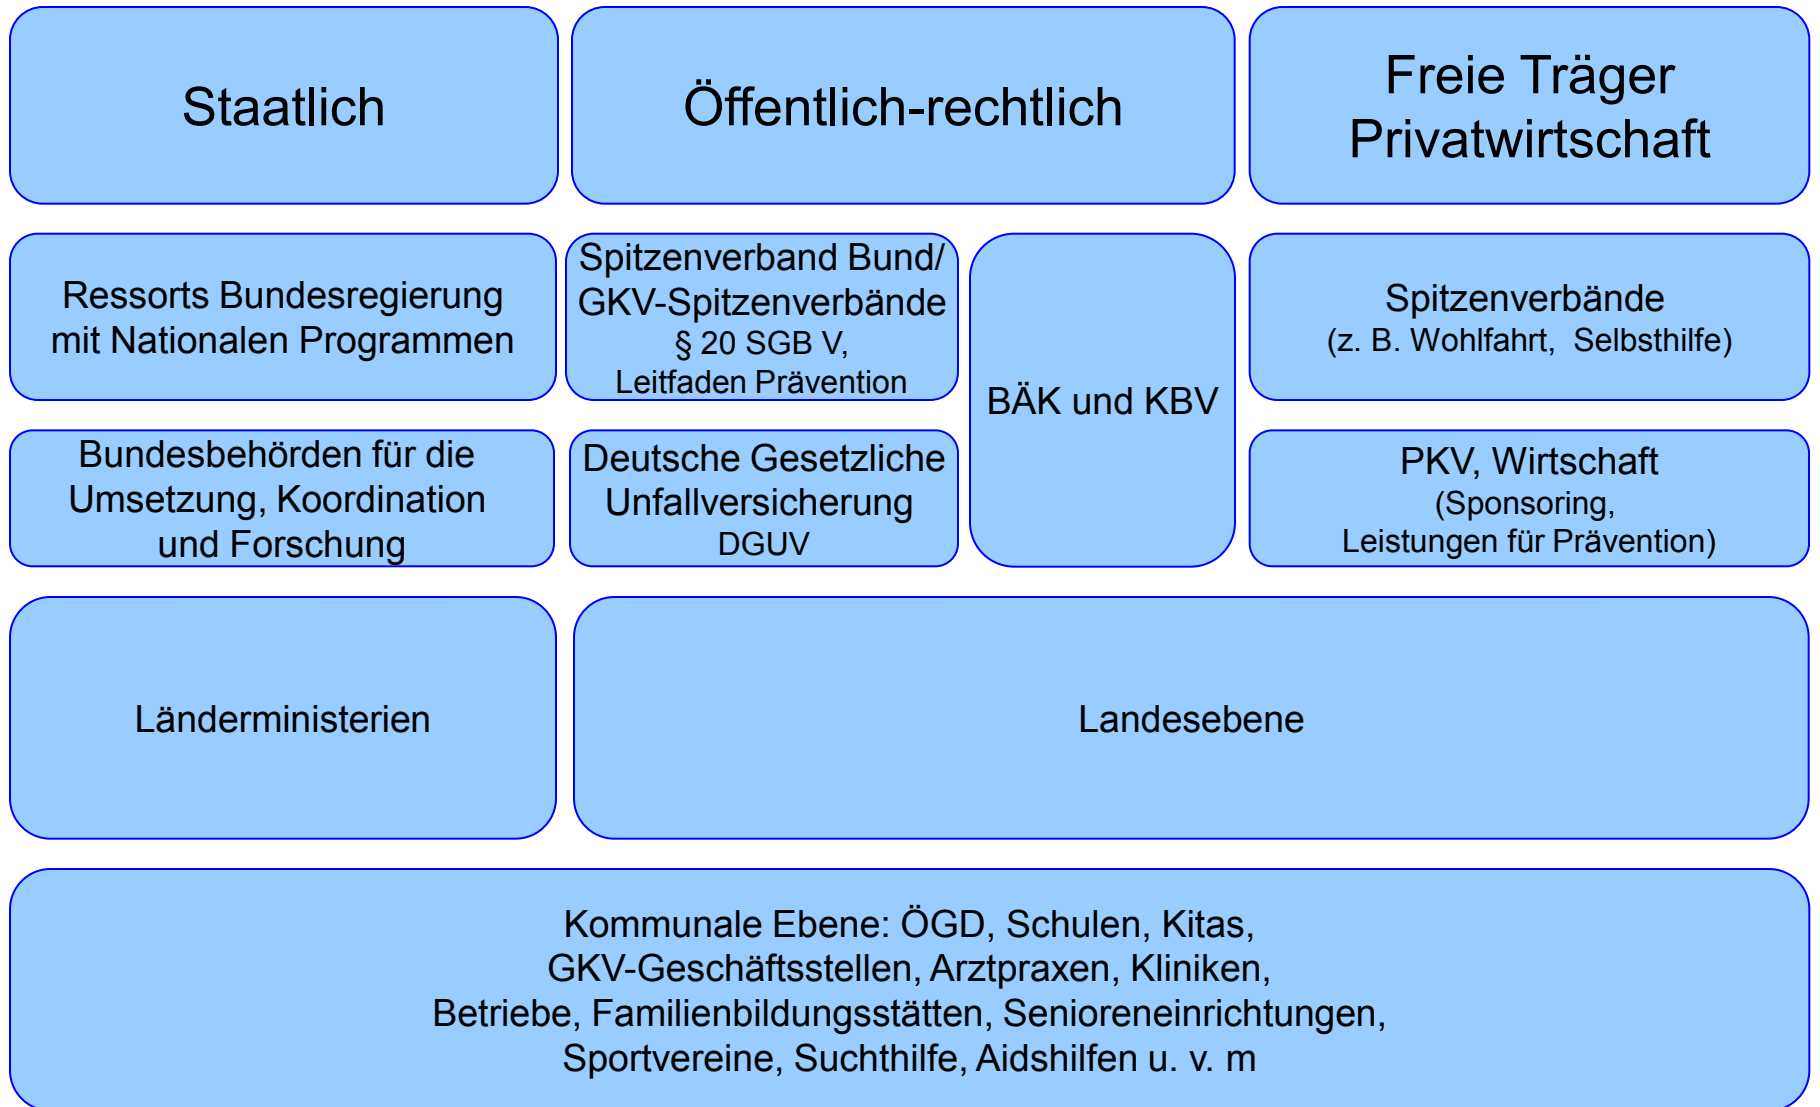 Staatlich
Öffentlich-rechtlich
Freie Träger
Privatwirtschaft
Ressorts Bundesregierung
mit Nationalen Programmen
Spitzenverband Bund/
GKV-Spitzenverbände
§ 20 SGB V,
Leitfaden Prävention
BÄK und KBV
Spitzenverbände
(z. B. Wohlfahrt, Selbsthilfe)
Bundesbehörden für die
Umsetzung, Koordination
und Forschung
Deutsche Gesetzliche
Unfallversicherung
DGUV
PKV, Wirtschaft
(Sponsoring,
Leistungen für Prävention)
Länderministerien
Landesebene
Kommunale Ebene: ÖGD, Schulen, Kitas,
GKV-Geschäftsstellen, Arztpraxen, Kliniken,
Betriebe, Familienbildungsstätten, Senioreneinrichtungen,
Sportvereine, Suchthilfe, Aidshilfen u. v. m